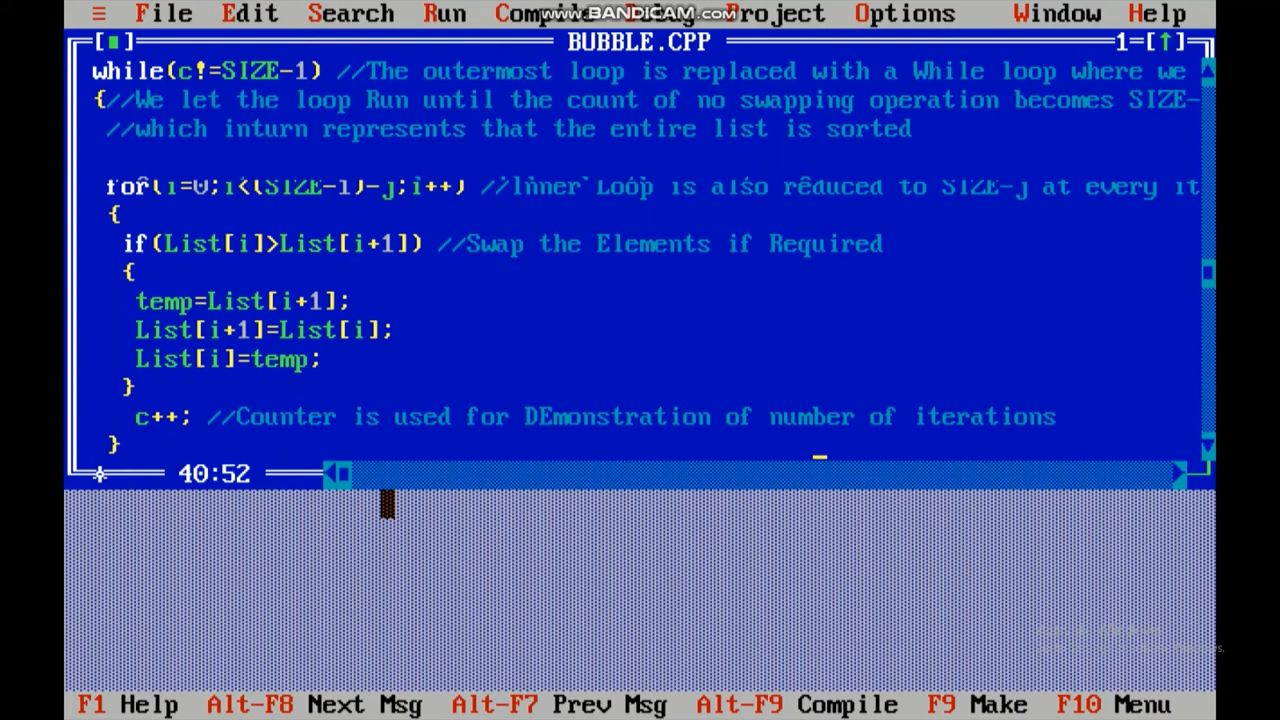 ≡ File Edit Search Run Compile Debug Project Options Window Help
www.BANDICAM.com
[■] BUBBLE.CPP 1=[↑]
while(c!=SIZE-1) //The outermost loop is replaced with a While loop where we
{//We let the loop Run until the count of no swapping operation becomes SIZE-
//which inturn represents that the entire list is sorted
for(i=0;i<(SIZE-1)-j;i++) //Inner Loop is also reduced to SIZE-j at every it
{
if(List[i]>List[i+1]) //Swap the Elements if Required
{
temp=List[i+1];
List[i+1]=List[i];
List[i]=temp;
}
c++; //Counter is used for DEmonstration of number of iterations
}
40:52
F1 Help Alt-F8 Next Msg Alt-F7 Prev Msg Alt-F9 Compile F9 Make F10 Menu